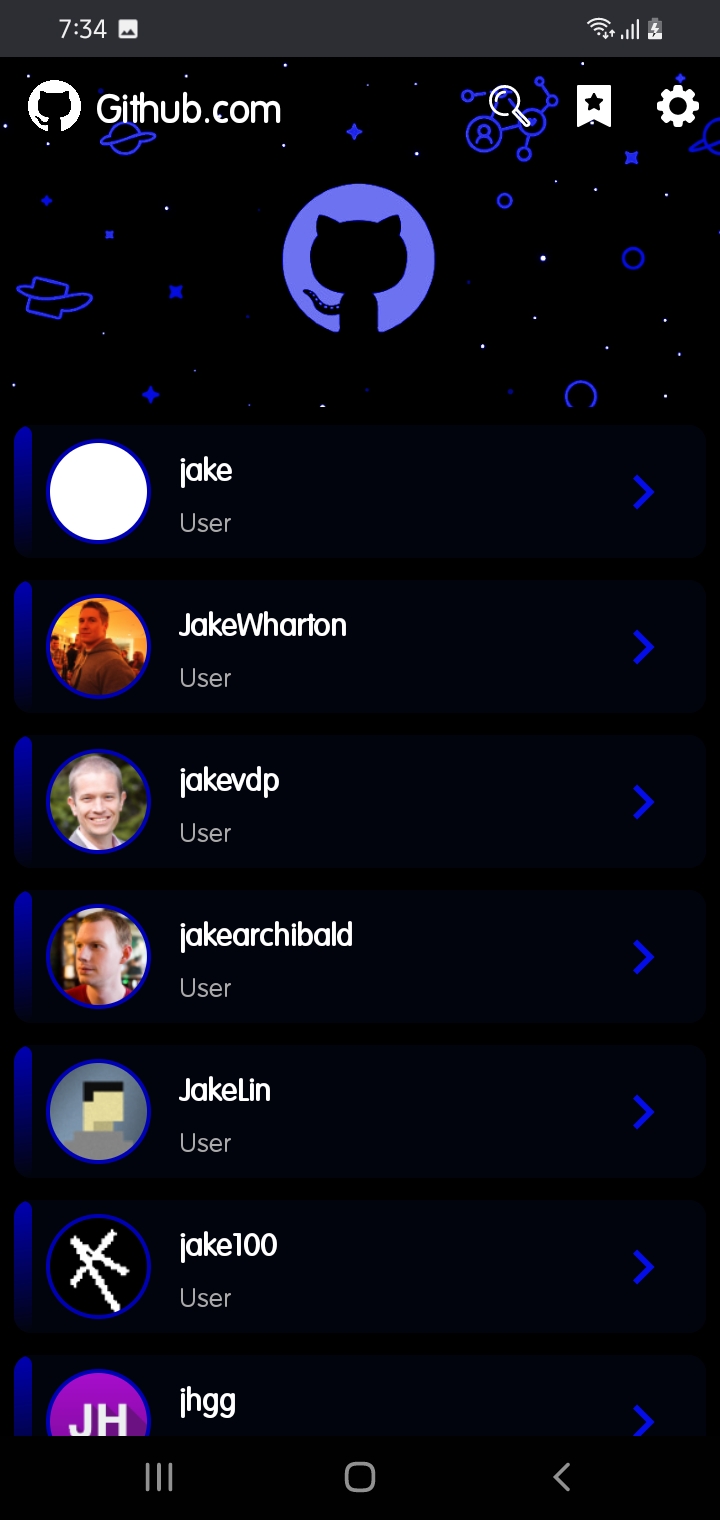 7:34
Github.com
jake
User
JakeWharton
User
jakevdp
User
jakearchibald
User
JakeLin
User
jake100
User
JH
jhgg